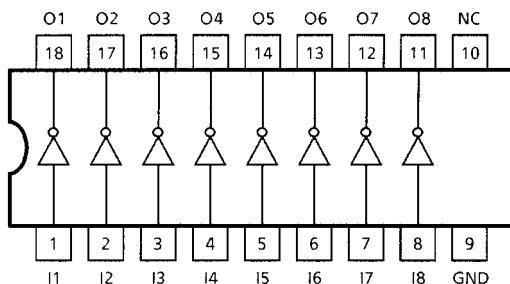 O1 O2 O3 O4 O5 O6 O7 O8 NC
18 17 16 15 14 13 12 11 10
1 2 3 4 5 6 7 8 9
I1 I2 I3 I4 I5 I6 I7 I8 GND